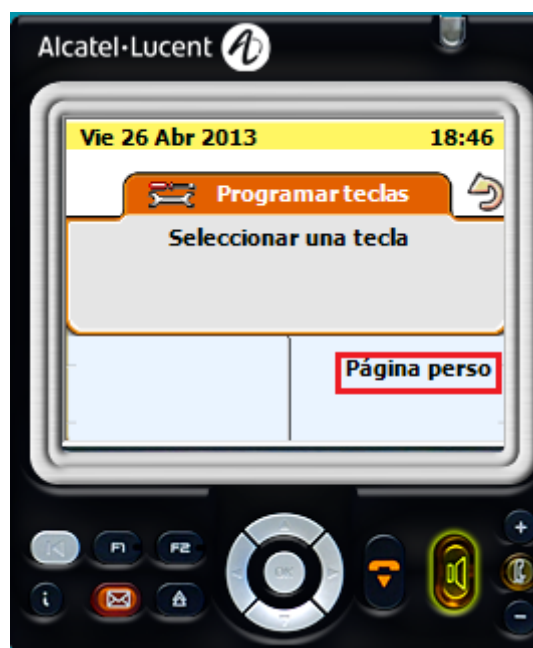 Alcatel·Lucent
Vie 26 Abr 2013 18:46
Programar teclas
Seleccionar una tecla
Página perso
F1 F2
OK
i
+
-